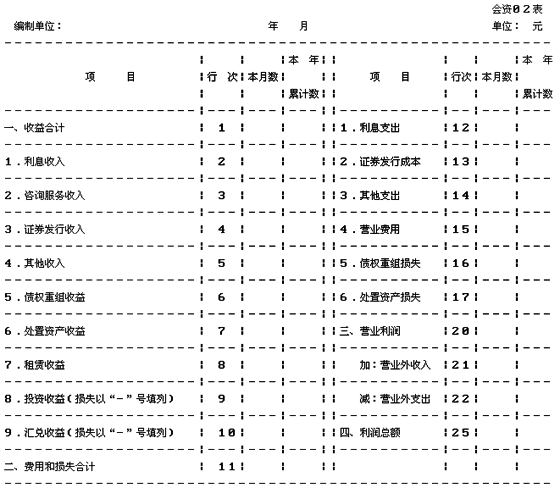 会资02表
编制单位： 年 月 单位： 元
本 年 本 年
项 目 行 次 本月数 项 目 行次 本月数
累计数 累计数
一、收益合计 1 1．利息支出 12
1．利息收入 2 2．证券发行成本 13
2．咨询服务收入 3 3．其他支出 14
3．证券发行收入 4 4．营业费用 15
4．其他收入 5 5．债权重组损失 16
5．债权重组收益 6 6．处置资产损失 17
6．处置资产收益 7 三、营业利润 20
7．租赁收益 8 加：营业外收入 21
8．投资收益（损失以“－”号填列） 9 减：营业外支出 22
9．汇兑收益（损失以“－”号填列） 10 四、利润总额 25
二、费用和损失合计 11